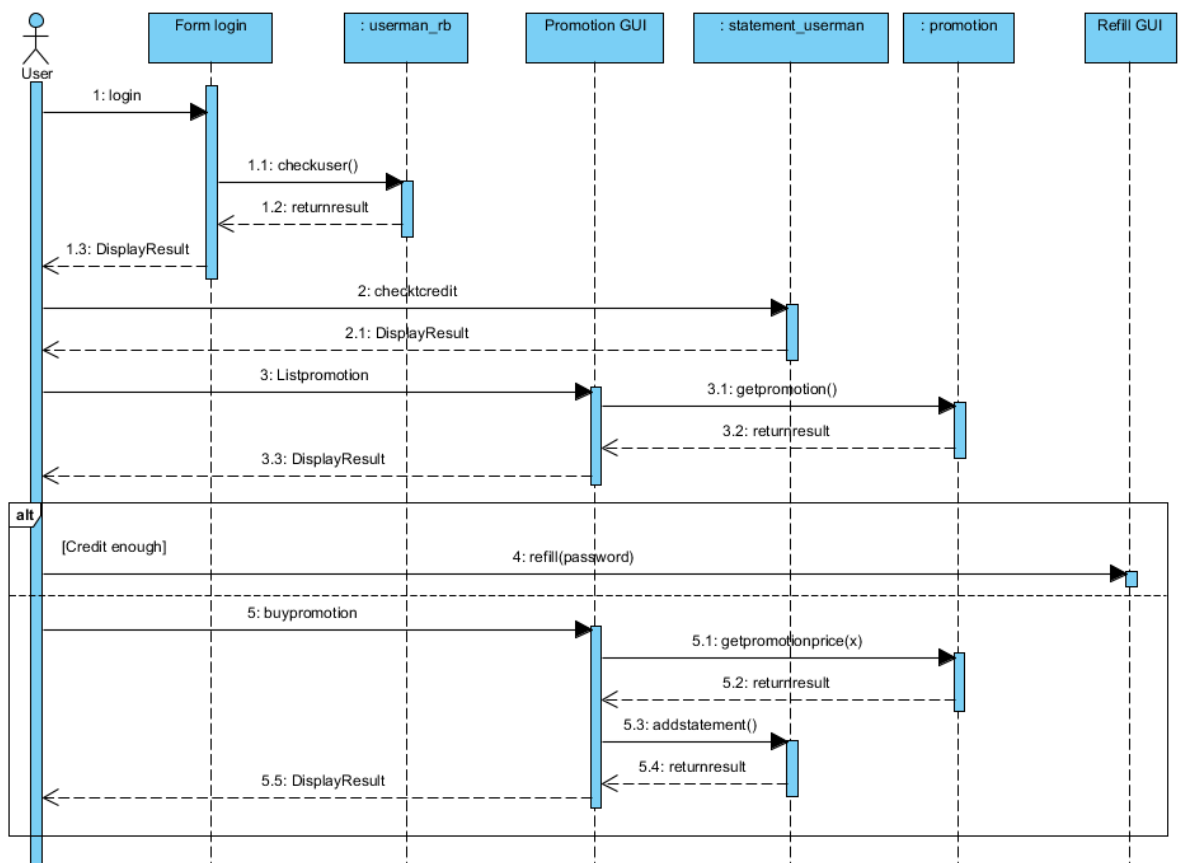 Form login
: userman_rb
Promotion GUI
: statement_userman
: promotion
Refill GUI
User
1: login
1.1: checkuser()
1.2: returnresult
1.3: DisplayResult
2: checktcredit
2.1: DisplayResult
3: Listpromotion
3.1: getpromotion()
3.2: returnresult
3.3: DisplayResult
alt
[Credit enough]
4: refill(password)
5: buypromotion
5.1: getpromotionprice(x)
5.2: returnresult
5.3: addstatement()
5.4: returnresult
5.5: DisplayResult